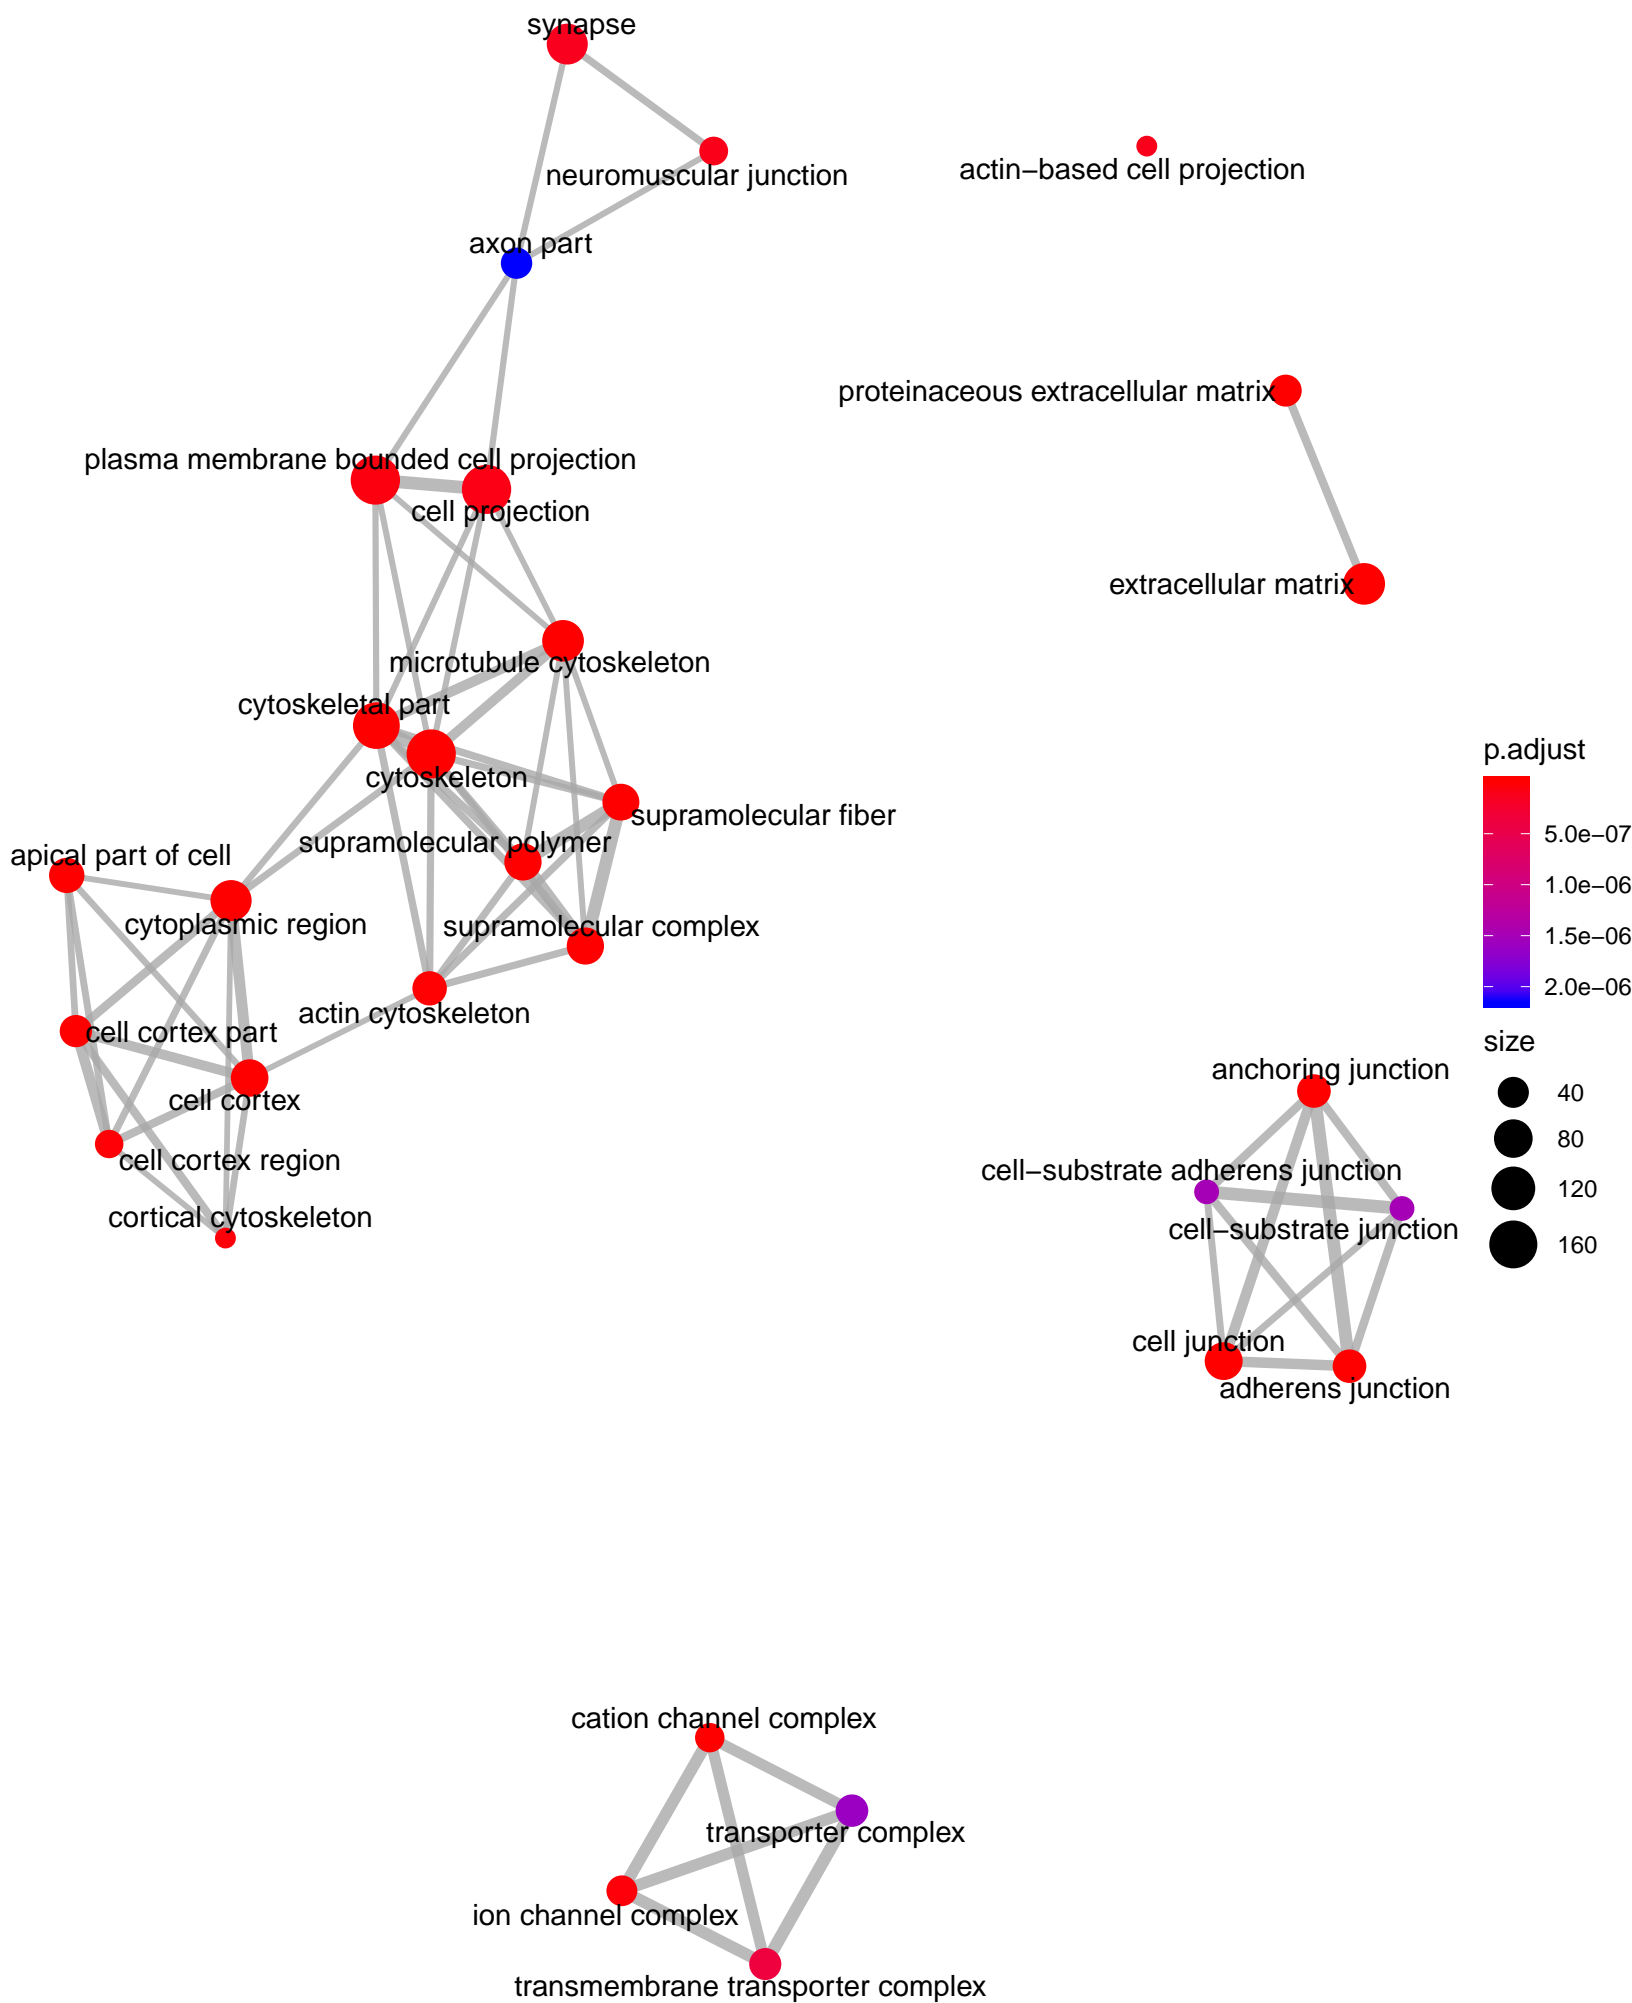 synapse
neuromuscular junction
actin−based cell projection
axon part
proteinaceous extracellular matrix
plasma membrane bounded cell projection
cell projection
extracellular matrix
microtubule cytoskeleton
cytoskeletal part
cytoskeleton
supramolecular fiber
supramolecular polymer
apical part of cell
cytoplasmic region
supramolecular complex
actin cytoskeleton
cell cortex part
cell cortex
cell cortex region
cortical cytoskeleton
p.adjust
5.0e−07
1.0e−06
1.5e−06
2.0e−06
size
40
80
120
160
anchoring junction
cell−substrate adherens junction
cell−substrate junction
cell junction
adherens junction
cation channel complex
transporter complex
ion channel complex
transmembrane transporter complex